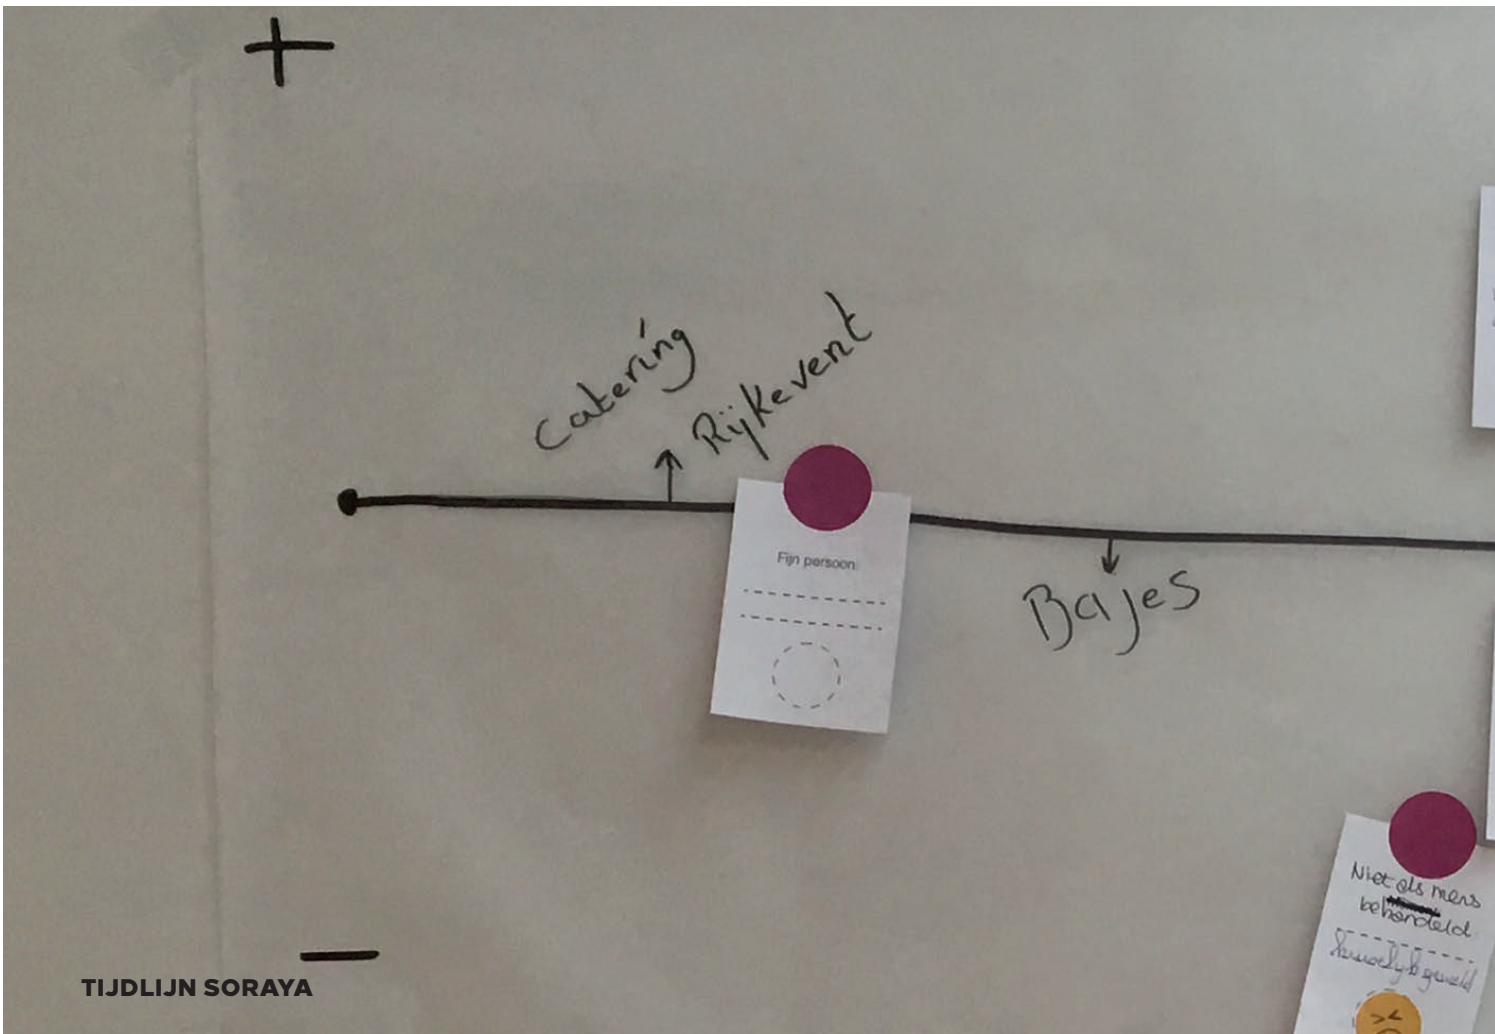 +
Catering
Rijkevent
Fijn persoon:
Bajes
Niet als mens
behandeld
–
TIJDLIJN SORAYA